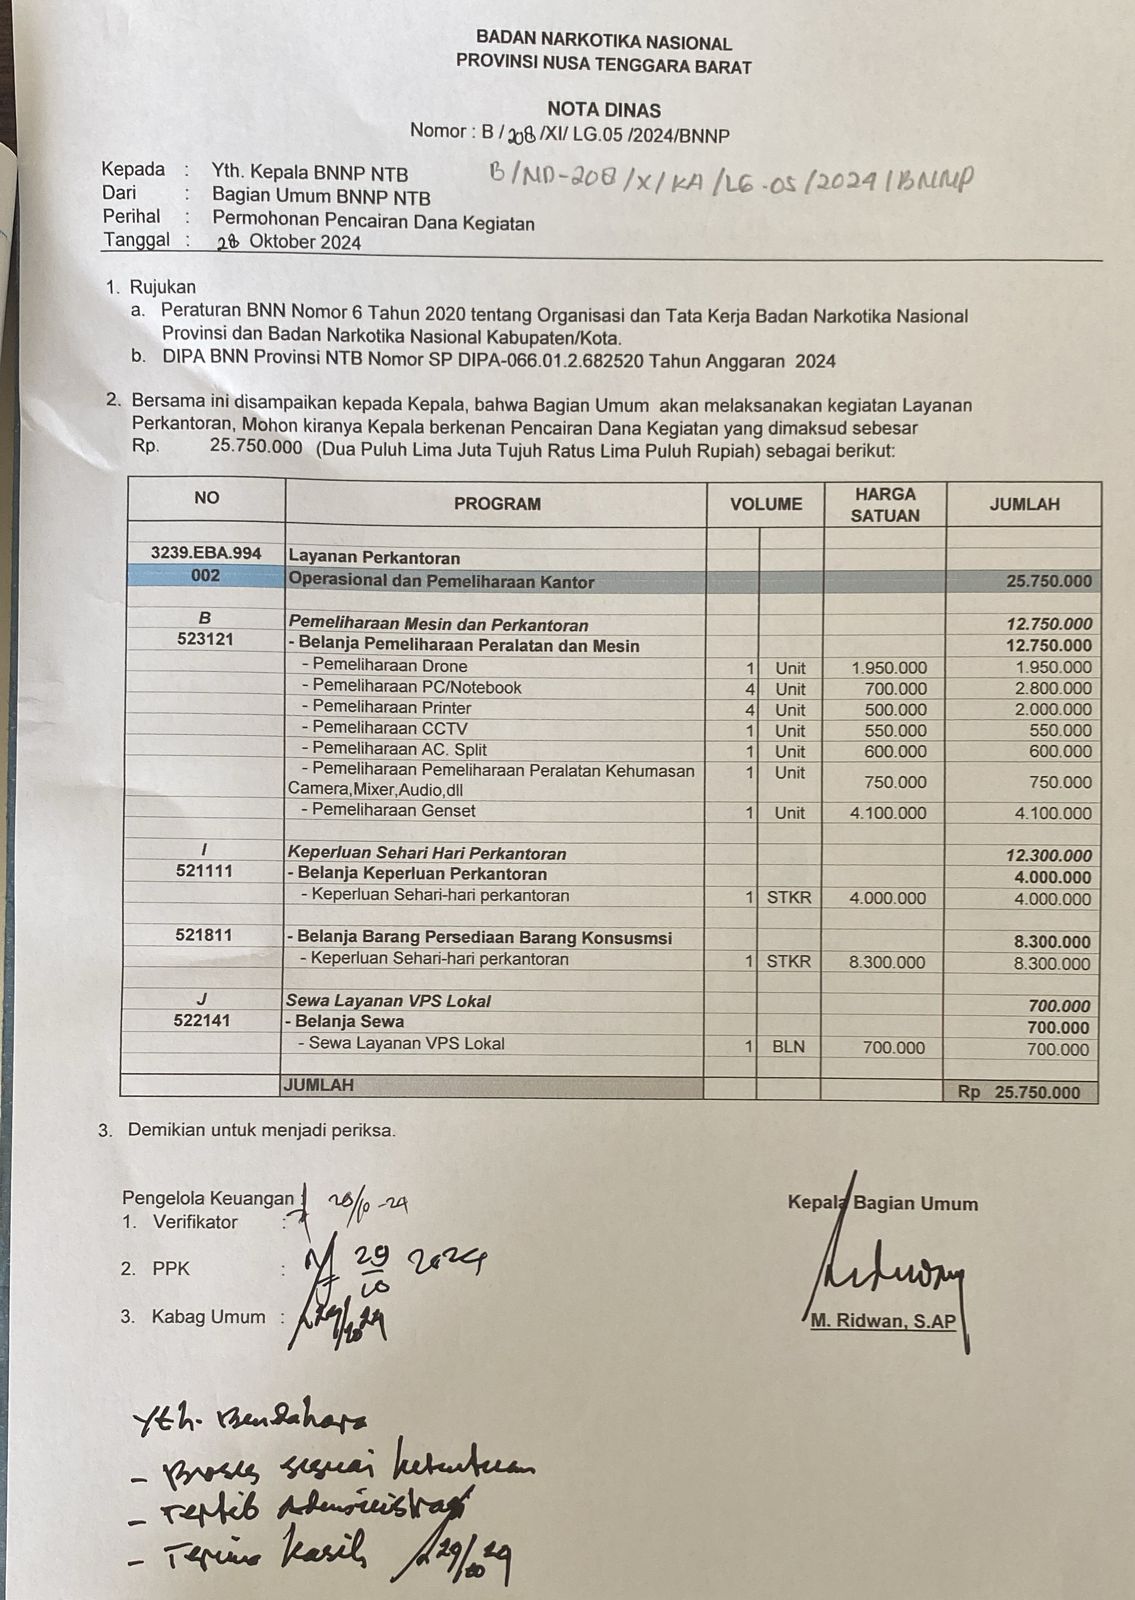 BADAN NARKOTIKA NASIONAL
PROVINSI NUSA TENGGARA BARAT
NOTA DINAS
Nomor : B / 208 /XI/ LG.05 /2024/BNNP
B/ND-208/X/KA/LG.05/2024/BNNP
Kepada : Yth. Kepala BNNP NTB
Dari : Bagian Umum BNNP NTB
Perihal : Permohonan Pencairan Dana Kegiatan
Tanggal : 28 Oktober 2024
1. Rujukan
a. Peraturan BNN Nomor 6 Tahun 2020 tentang Organisasi dan Tata Kerja Badan Narkotika Nasional
Provinsi dan Badan Narkotika Nasional Kabupaten/Kota.
b. DIPA BNN Provinsi NTB Nomor SP DIPA-066.01.2.682520 Tahun Anggaran 2024
2. Bersama ini disampaikan kepada Kepala, bahwa Bagian Umum akan melaksanakan kegiatan Layanan
Perkantoran, Mohon kiranya Kepala berkenan Pencairan Dana Kegiatan yang dimaksud sebesar
Rp. 25.750.000 (Dua Puluh Lima Juta Tujuh Ratus Lima Puluh Rupiah) sebagai berikut:
NO PROGRAM VOLUME HARGA SATUAN JUMLAH
3239.EBA.994 Layanan Perkantoran
002 Operasional dan Pemeliharaan Kantor 25.750.000
B Pemeliharaan Mesin dan Perkantoran 12.750.000
523121 - Belanja Pemeliharaan Peralatan dan Mesin 12.750.000
- Pemeliharaan Drone 1 Unit 1.950.000 1.950.000
- Pemeliharaan PC/Notebook 4 Unit 700.000 2.800.000
- Pemeliharaan Printer 4 Unit 500.000 2.000.000
- Pemeliharaan CCTV 1 Unit 550.000 550.000
- Pemeliharaan AC. Split 1 Unit 600.000 600.000
- Pemeliharaan Pemeliharaan Peralatan Kehumasan 1 Unit
Camera,Mixer,Audio,dll 750.000 750.000
- Pemeliharaan Genset 1 Unit 4.100.000 4.100.000
I Keperluan Sehari Hari Perkantoran 12.300.000
521111 - Belanja Keperluan Perkantoran 4.000.000
- Keperluan Sehari-hari perkantoran 1 STKR 4.000.000 4.000.000
521811 - Belanja Barang Persediaan Barang Konsusmsi 8.300.000
- Keperluan Sehari-hari perkantoran 1 STKR 8.300.000 8.300.000
J Sewa Layanan VPS Lokal 700.000
522141 - Belanja Sewa 700.000
- Sewa Layanan VPS Lokal 1 BLN 700.000 700.000
JUMLAH Rp 25.750.000
3. Demikian untuk menjadi periksa.
Pengelola Keuangan :
1. Verifikator :
2. PPK : 29/10 2024
3. Kabag Umum : 29/10 24
Kepala Bagian Umum
M. Ridwan, S.AP
Yth. Bendahara
- Proses sesuai ketentuan
- Tertib Administrasi
- Terima kasih 29/10 24